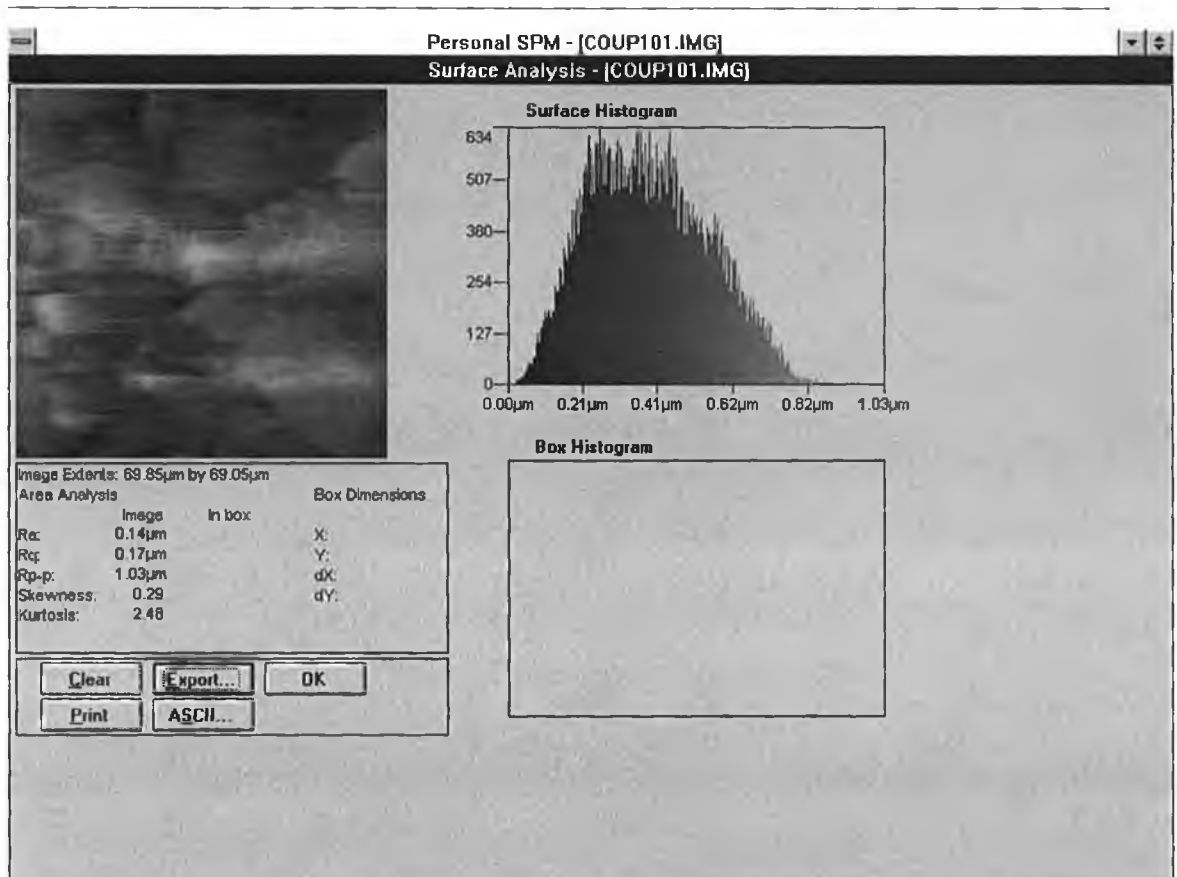 Personal SPM - [COUP101.IMG]
Surface Analysis - [COUP101.IMG]
Surface Histogram
634
507
380
254
127
0
0.00µm 0.21µm 0.41µm 0.62µm 0.82µm 1.03µm
Box Histogram
Image Extents: 69.85µm by 69.05µm
Area Analysis Box Dimensions
Image In box
Ra: 0.14µm X:
Rq: 0.17µm Y:
Rp-p: 1.03µm dX:
Skewness: 0.29 dY:
Kurtosis: 2.48
Clear Export... OK
Print ASCII...